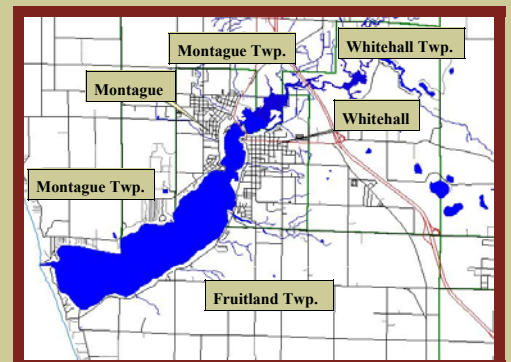 Montague Twp.
Whitehall Twp.
Montague
Whitehall
Montague Twp.
Fruitland Twp.